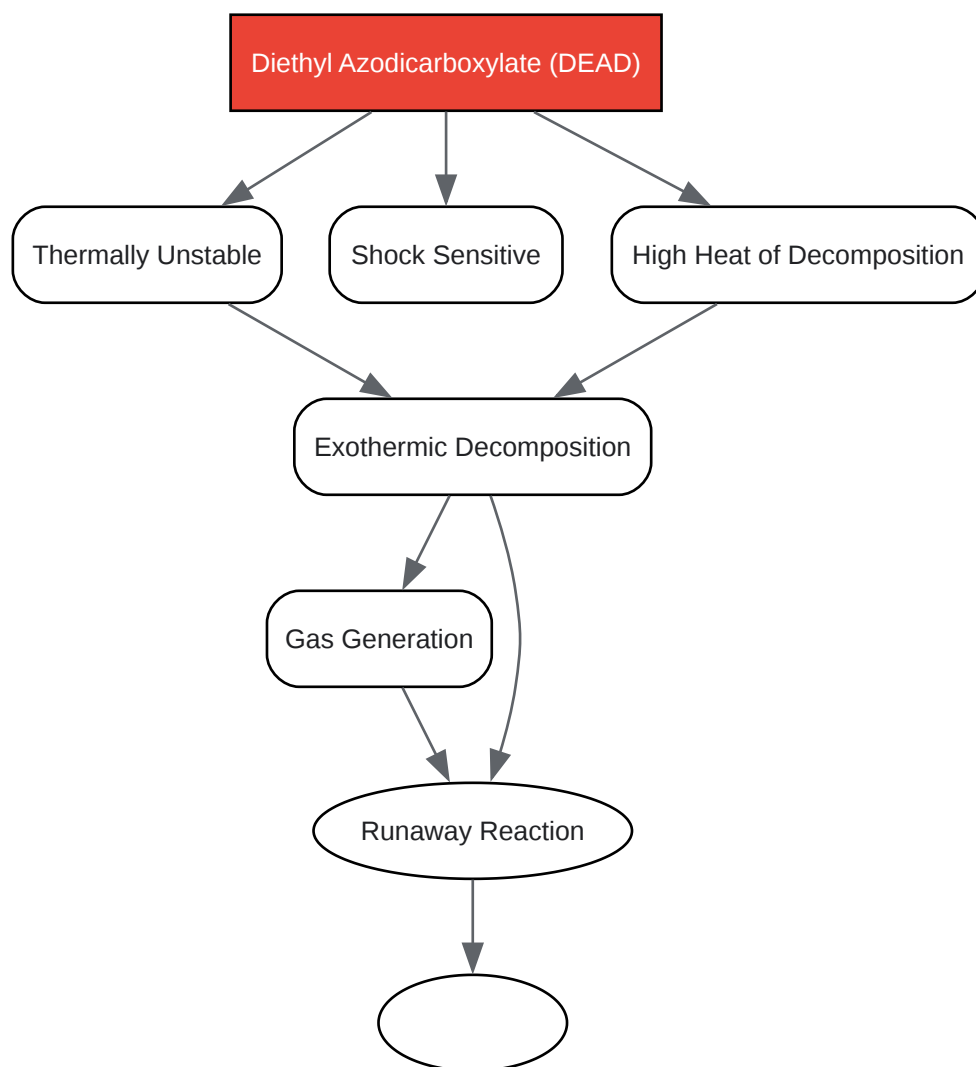 Diethyl Azodicarboxylate (DEAD)
Thermally Unstable
Shock Sensitive
High Heat of Decomposition
Exothermic Decomposition
Gas Generation
Runaway Reaction